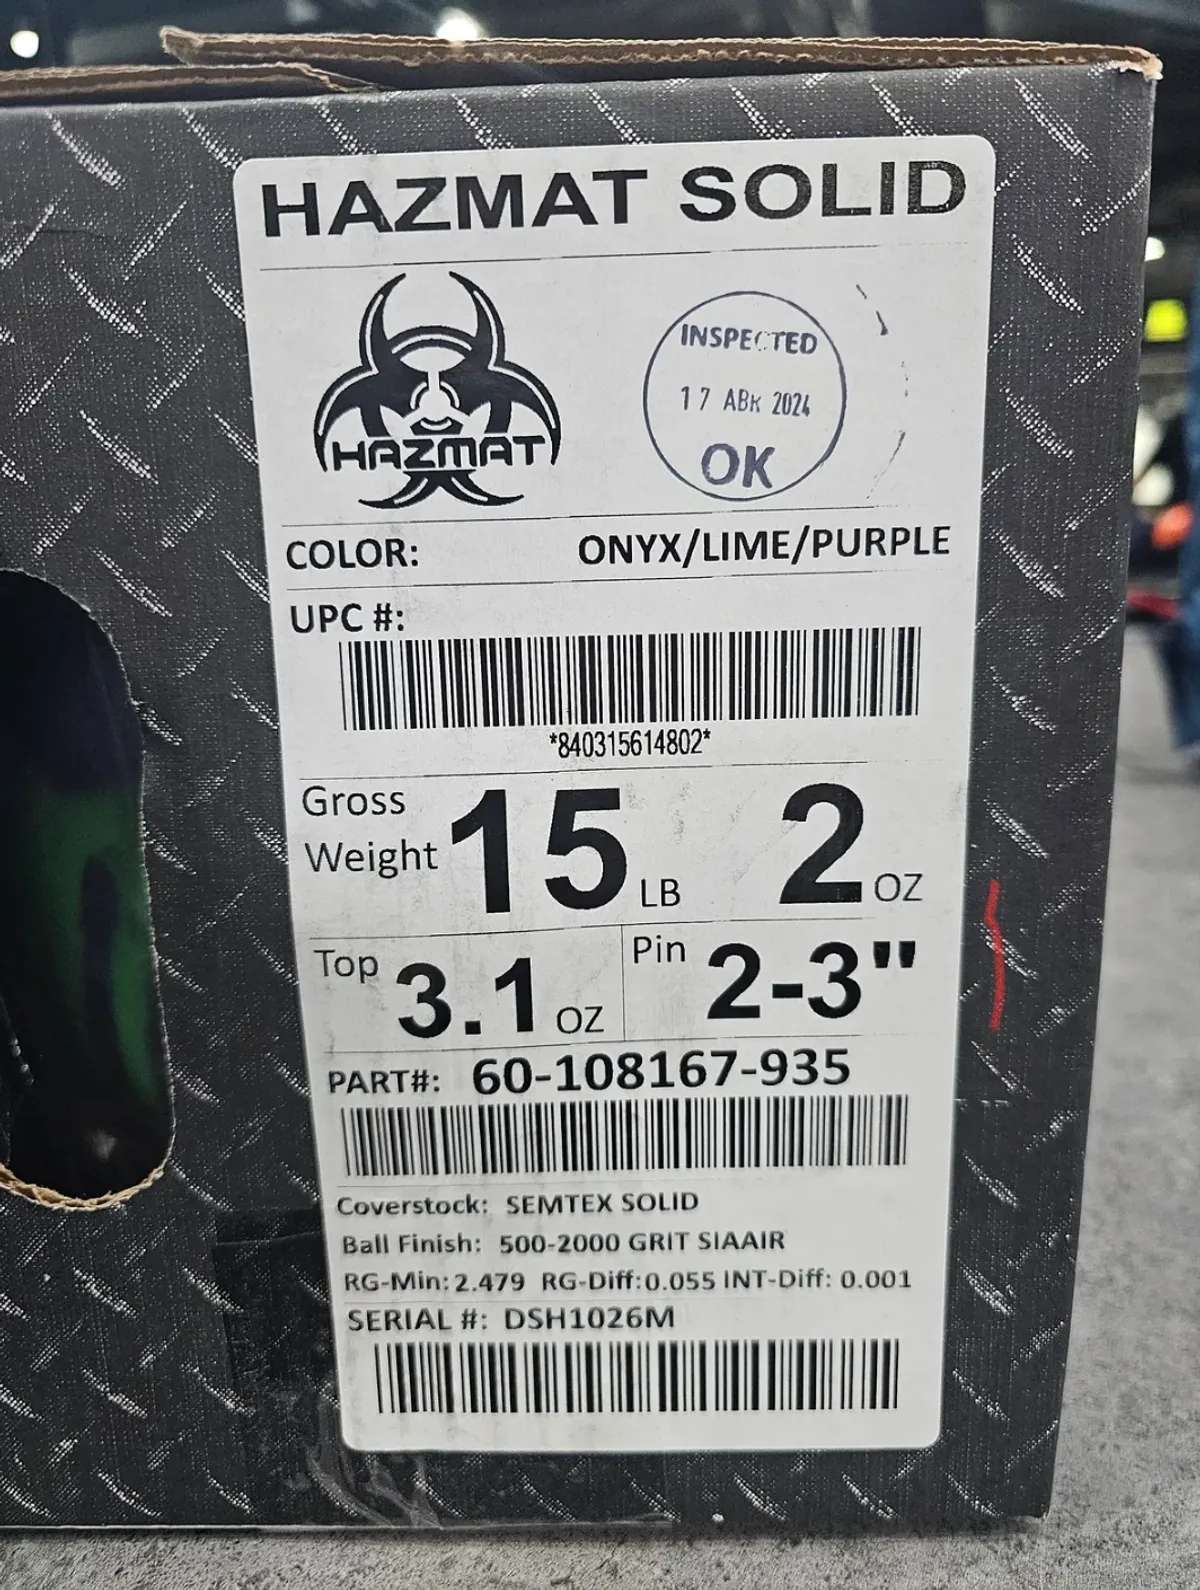 HAZMAT SOLID
HAZMAT
INSPECTED
17 ABR 2024
OK
COLOR: ONYX/LIME/PURPLE
UPC #:
*840315614802*
Gross Weight 15 LB 2 OZ
Top 3.1 OZ Pin 2-3"
PART#: 60-108167-935
Coverstock: SEMTEX SOLID
Ball Finish: 500-2000 GRIT SIAAIR
RG-Min: 2.479 RG-Diff: 0.055 INT-Diff: 0.001
SERIAL #: DSH1026M